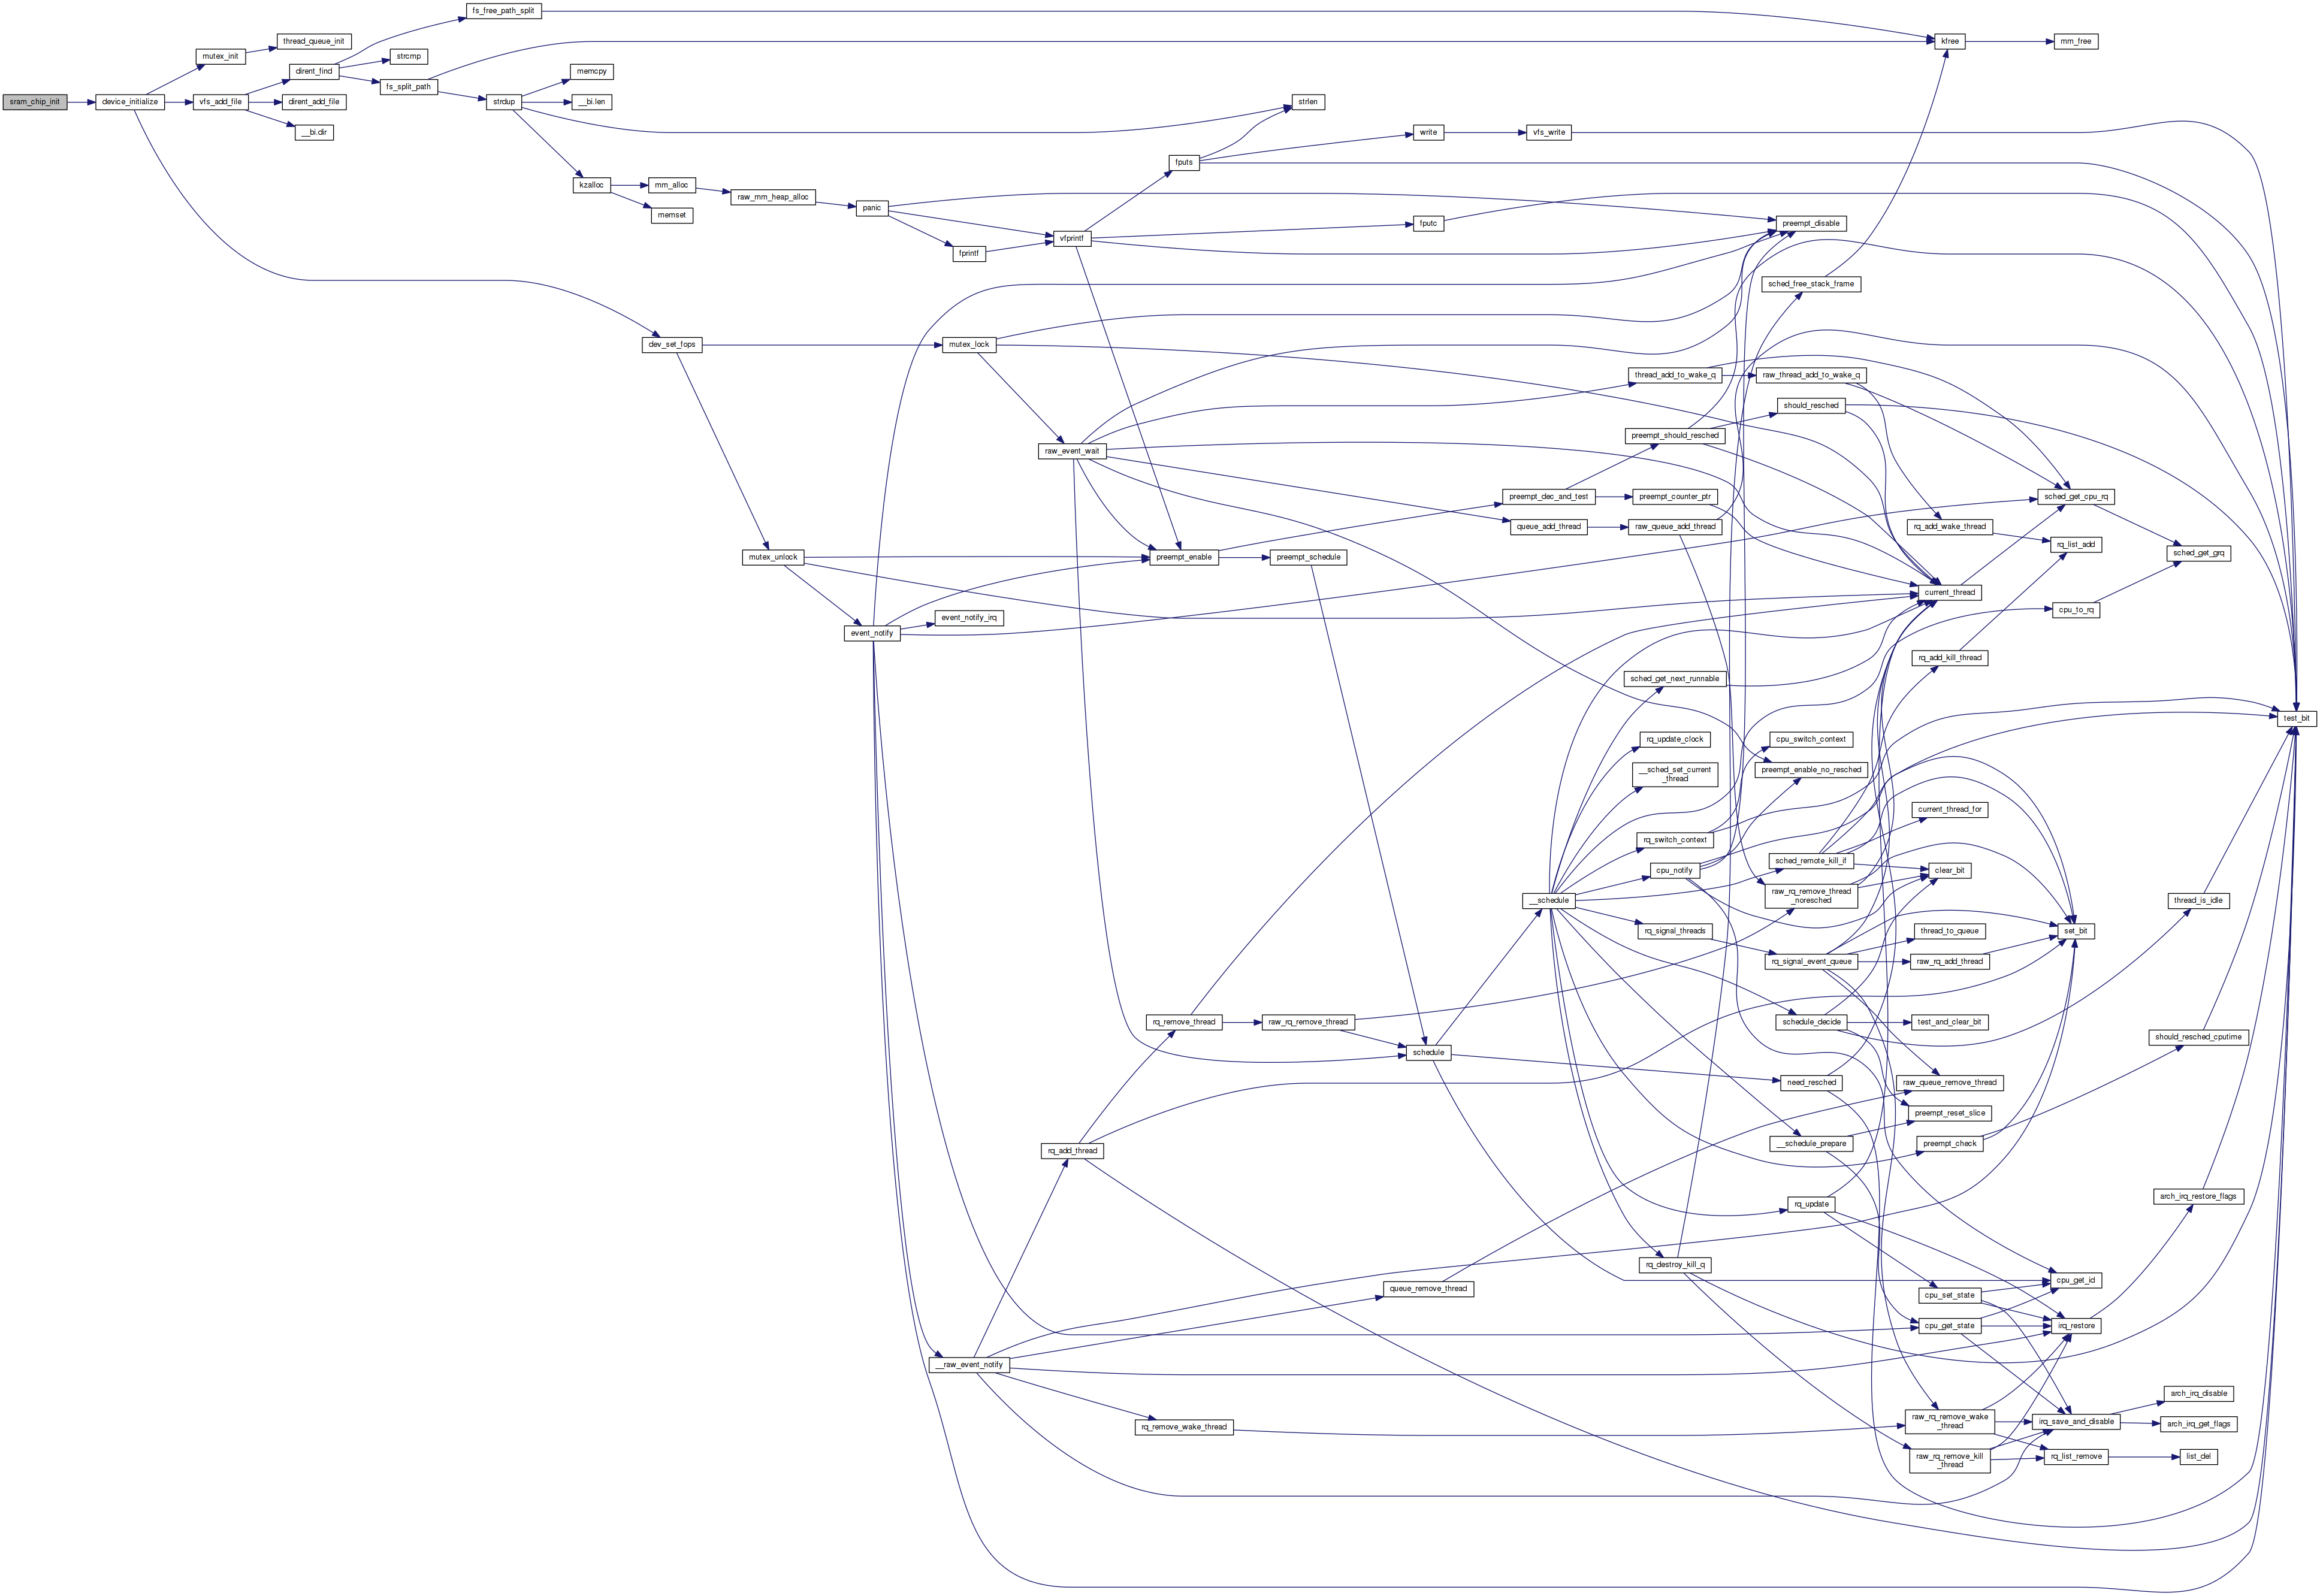 fs_free_path_split
thread_queue_init
kfree
mm_free
mutex_init
strcmp
dirent_find
memcpy
fs_split_path
sram_chip_init
device_initialize
vfs_add_file
dirent_add_file
strdup
__bi.len
strlen
__bi.dir
write
vfs_write
fputs
kzalloc
mm_alloc
raw_mm_heap_alloc
memset
panic
fputc
preempt_disable
vfprintf
fprintf
sched_free_stack_frame
dev_set_fops
mutex_lock
thread_add_to_wake_q
raw_thread_add_to_wake_q
should_resched
preempt_should_resched
raw_event_wait
preempt_dec_and_test
preempt_counter_ptr
sched_get_cpu_rq
queue_add_thread
raw_queue_add_thread
rq_add_wake_thread
rq_list_add
sched_get_grq
mutex_unlock
preempt_enable
preempt_schedule
current_thread
cpu_to_rq
event_notify_irq
event_notify
rq_add_kill_thread
sched_get_next_runnable
test_bit
rq_update_clock
cpu_switch_context
__sched_set_current
_thread
preempt_enable_no_resched
current_thread_for
rq_switch_context
sched_remote_kill_if
cpu_notify
clear_bit
raw_rq_remove_thread
_noresched
__schedule
thread_is_idle
rq_signal_threads
thread_to_queue
set_bit
rq_signal_event_queue
raw_rq_add_thread
rq_remove_thread
raw_rq_remove_thread
schedule_decide
test_and_clear_bit
should_resched_cputime
schedule
need_resched
raw_queue_remove_thread
preempt_reset_slice
rq_add_thread
__schedule_prepare
preempt_check
rq_update
arch_irq_restore_flags
rq_destroy_kill_q
cpu_get_id
queue_remove_thread
cpu_set_state
cpu_get_state
irq_restore
__raw_event_notify
arch_irq_disable
rq_remove_wake_thread
raw_rq_remove_wake
_thread
irq_save_and_disable
arch_irq_get_flags
raw_rq_remove_kill
_thread
rq_list_remove
list_del